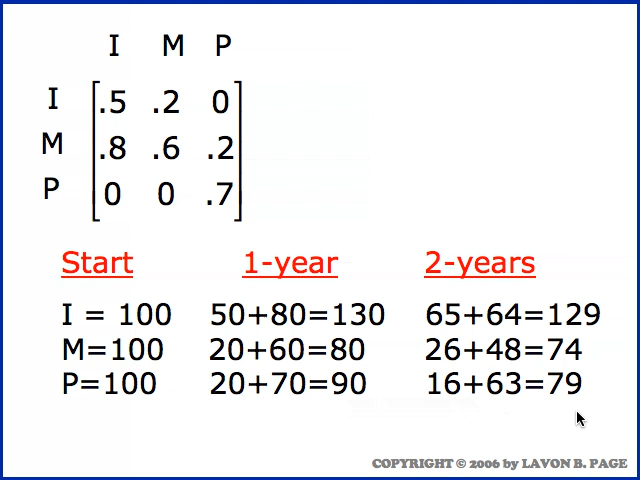 I M P
I .5 .2 0
M .8 .6 .2
P 0 0 .7
Start 1-year 2-years
I = 100 50+80=130 65+64=129
M=100 20+60=80 26+48=74
P=100 20+70=90 16+63=79
COPYRIGHT © 2006 by LAVON B. PAGE